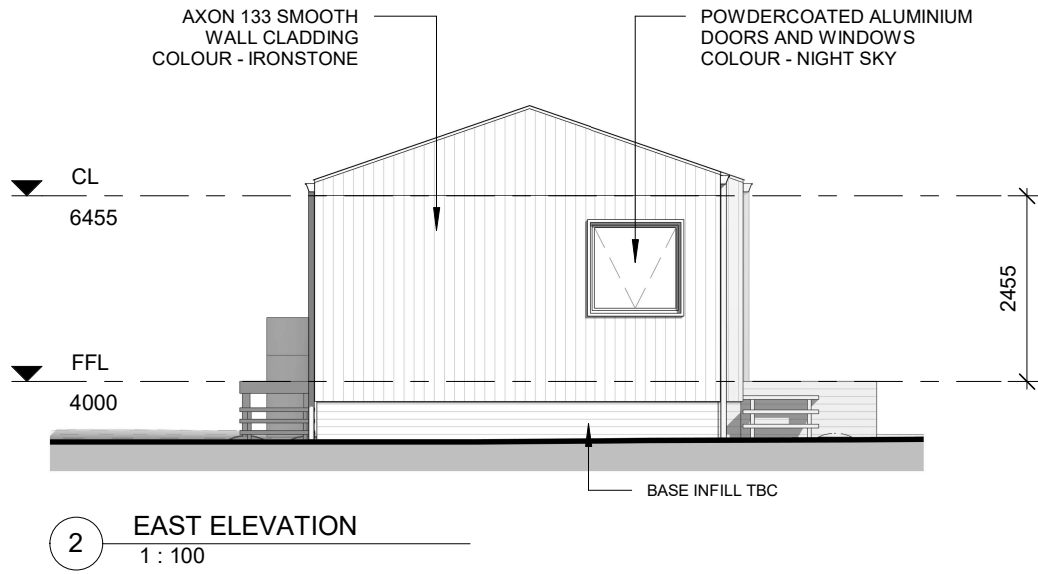 AXON 133 SMOOTH
WALL CLADDING
COLOUR - IRONSTONE
POWDERCOATED ALUMINIUM
DOORS AND WINDOWS
COLOUR - NIGHT SKY
CL
6455
2455
FFL
4000
BASE INFILL TBC
2
EAST ELEVATION
1 : 100